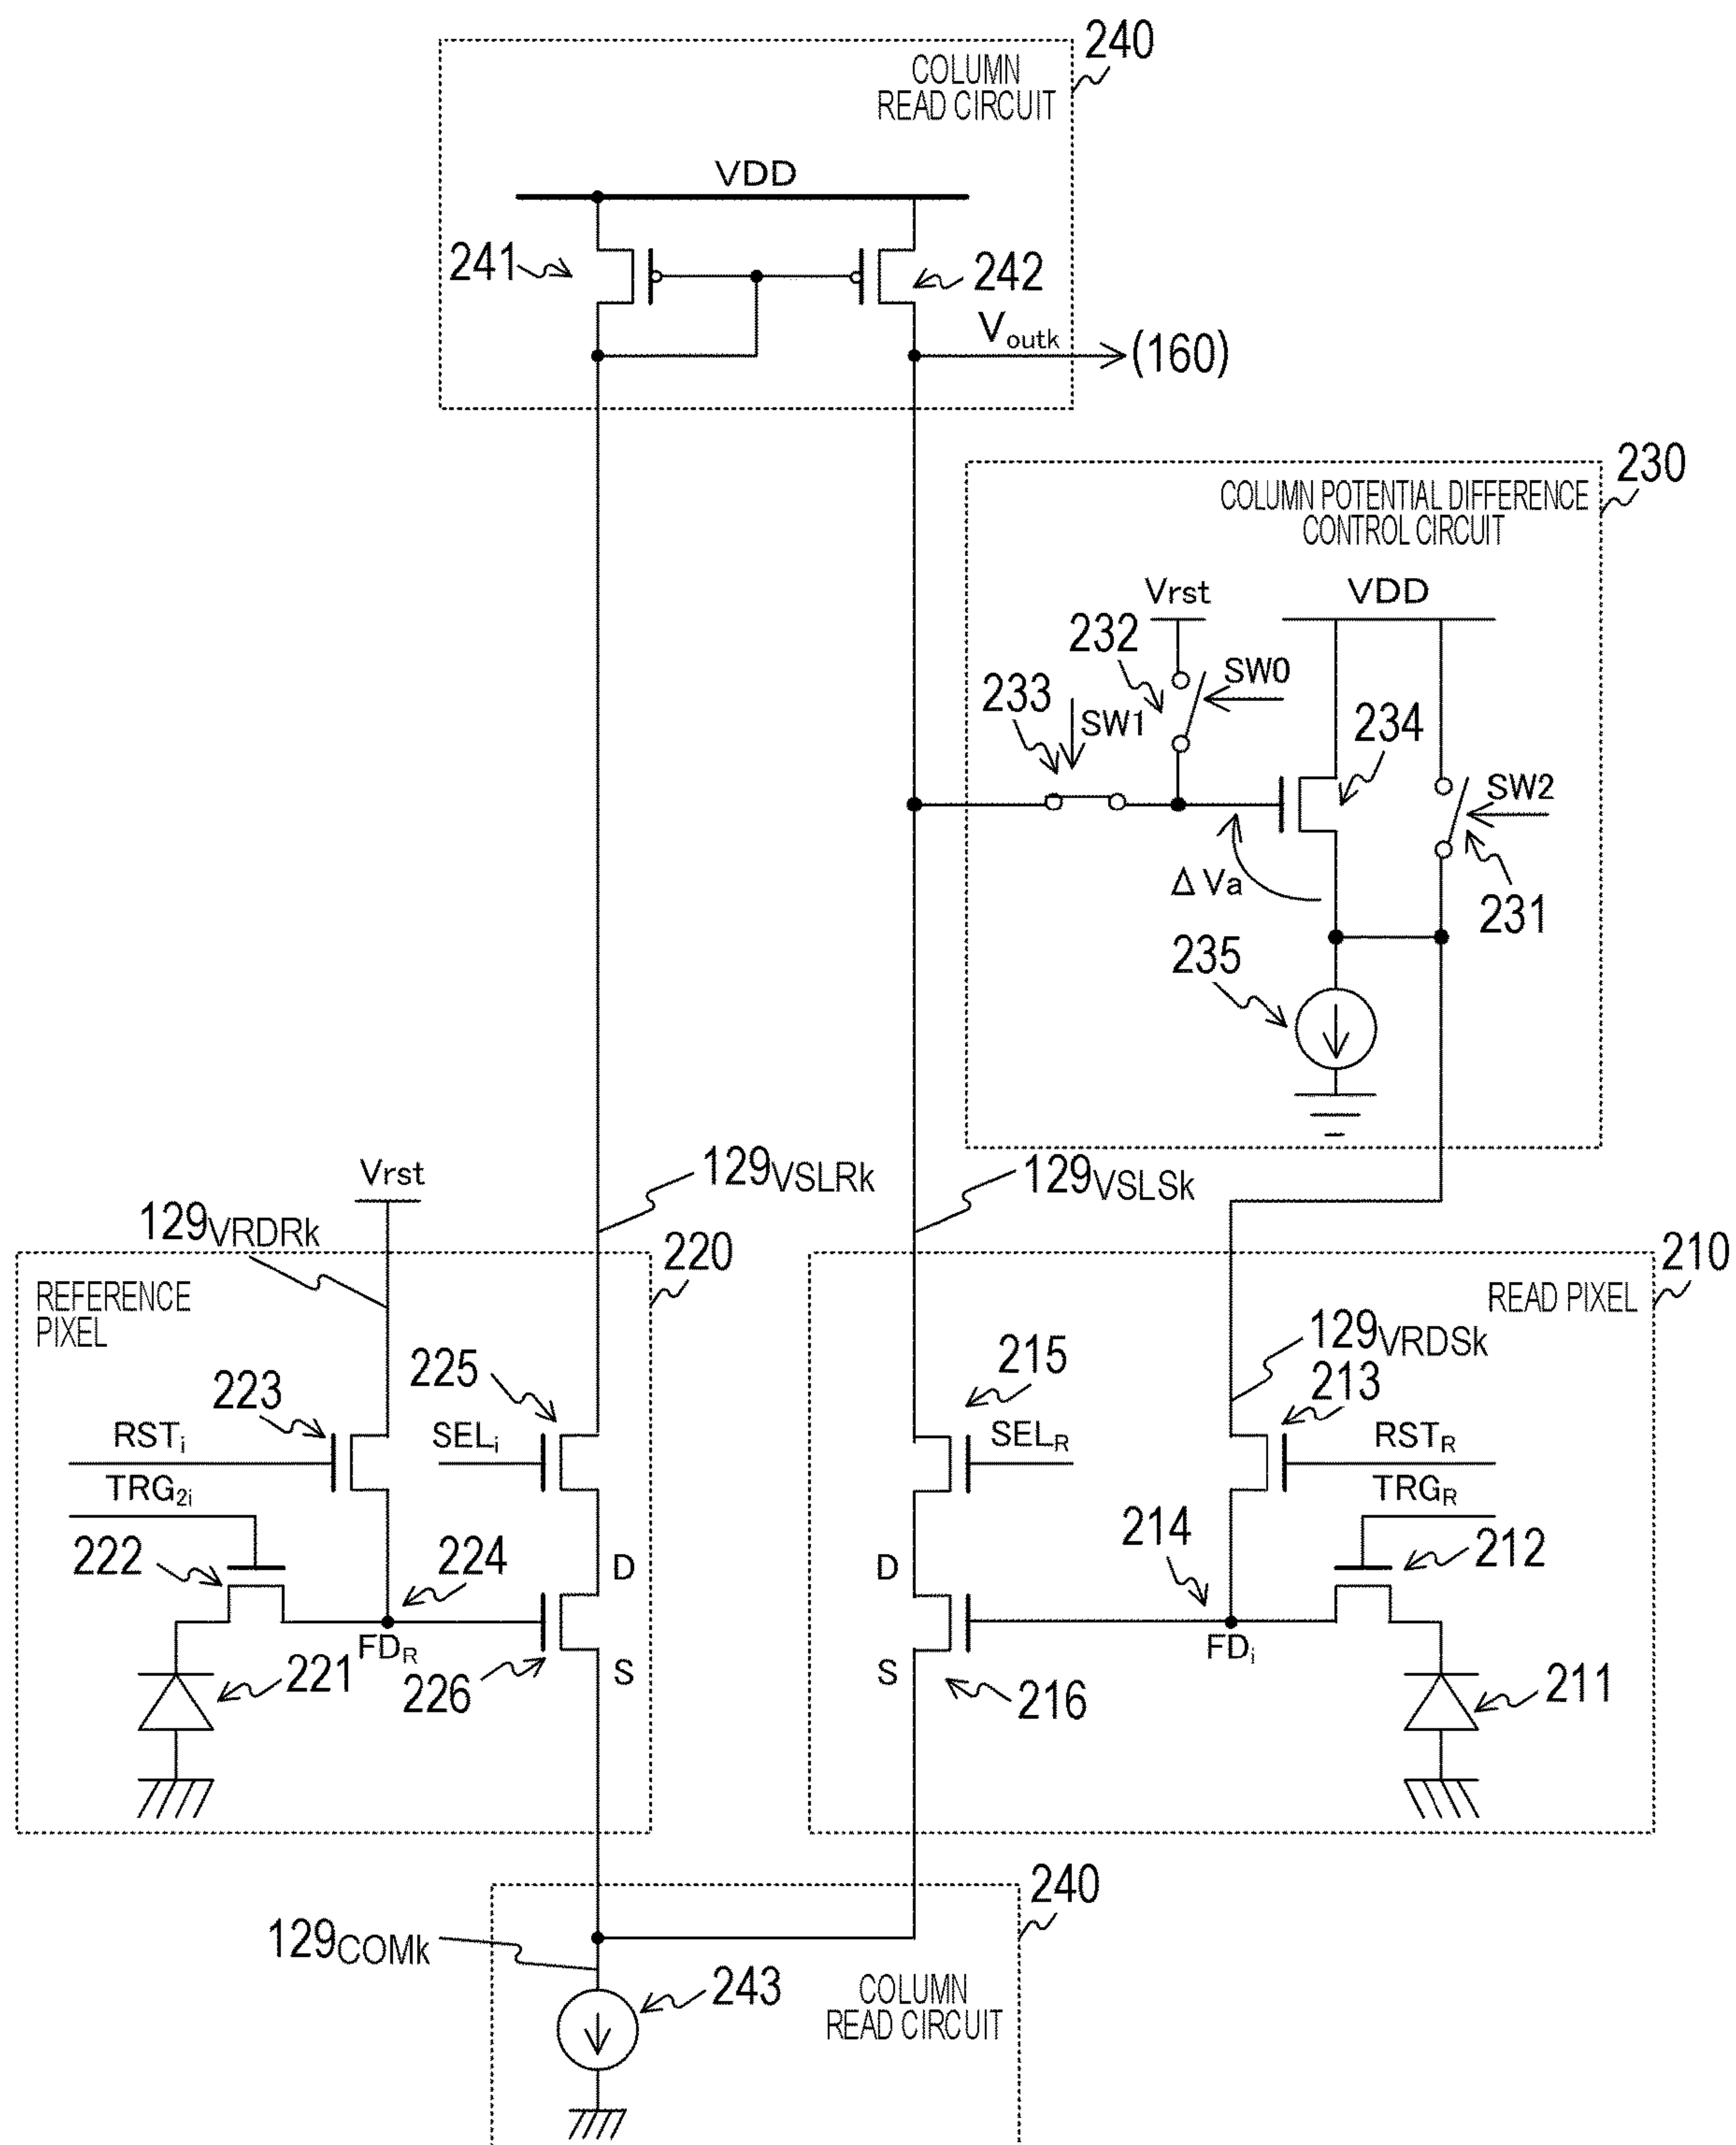 240
COLUMN
READ CIRCUIT
VDD
241
242
Voutk
(160)
230
COLUMN POTENTIAL DIFFERENCE
CONTROL CIRCUIT
Vrst
VDD
232
SW0
233
SW1
234
SW2
ΔVa
231
235
129VSLRk
129VSLSk
Vrst
129VRDRk
220
210
REFERENCE
PIXEL
READ PIXEL
129VRDSk
225
215
213
223
RSTi
SELi
SELR
RSTR
TRG2i
TRGR
222
224
214
212
D
D
FDR
FDi
221
226
S
S
216
211
240
129COMk
243
COLUMN
READ CIRCUIT